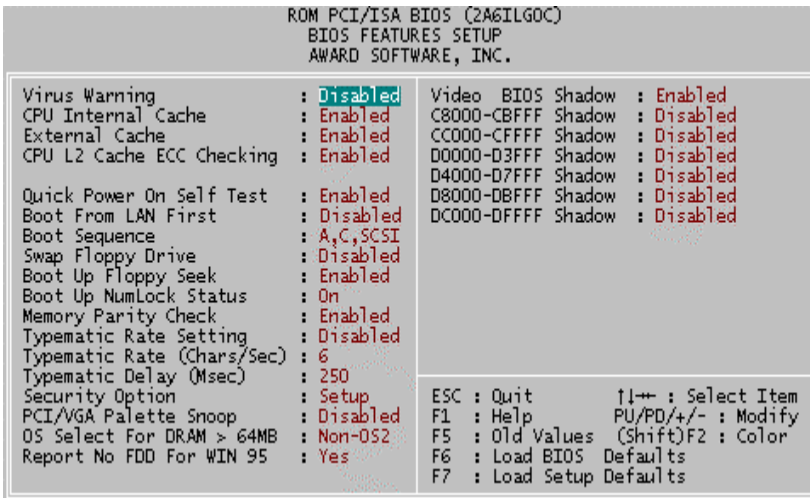 ROM PCI/ISA BIOS (2A6ILGOC)
BIOS FEATURES SETUP
AWARD SOFTWARE, INC.
Virus Warning : Disabled
CPU Internal Cache : Enabled
External Cache : Enabled
CPU L2 Cache ECC Checking : Enabled
Quick Power On Self Test : Enabled
Boot From LAN First : Disabled
Boot Sequence : A,C,SCSI
Swap Floppy Drive : Disabled
Boot Up Floppy Seek : Enabled
Boot Up NumLock Status : On
Memory Parity Check : Enabled
Typematic Rate Setting : Disabled
Typematic Rate (Chars/Sec) : 6
Typematic Delay (Msec) : 250
Security Option : Setup
PCI/VGA Palette Snoop : Disabled
OS Select For DRAM > 64MB : Non-OS2
Report No FDD For WIN 95 : Yes
Video BIOS Shadow : Enabled
C8000-CBFFF Shadow : Disabled
CC000-CFFFF Shadow : Disabled
D0000-D3FFF Shadow : Disabled
D4000-D7FFF Shadow : Disabled
D8000-DBFFF Shadow : Disabled
DC000-DFFFF Shadow : Disabled
ESC : Quit ↑↓→← : Select Item
F1 : Help PU/PD/+/- : Modify
F5 : Old Values (Shift)F2 : Color
F6 : Load BIOS Defaults
F7 : Load Setup Defaults